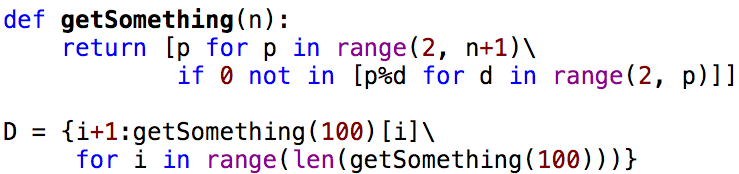 def getSomething(n):
    return [p for p in range(2, n+1)\
            if 0 not in [p%d for d in range(2, p)]]
D = {i+1:getSomething(100)[i]\
     for i in range(len(getSomething(100)))}